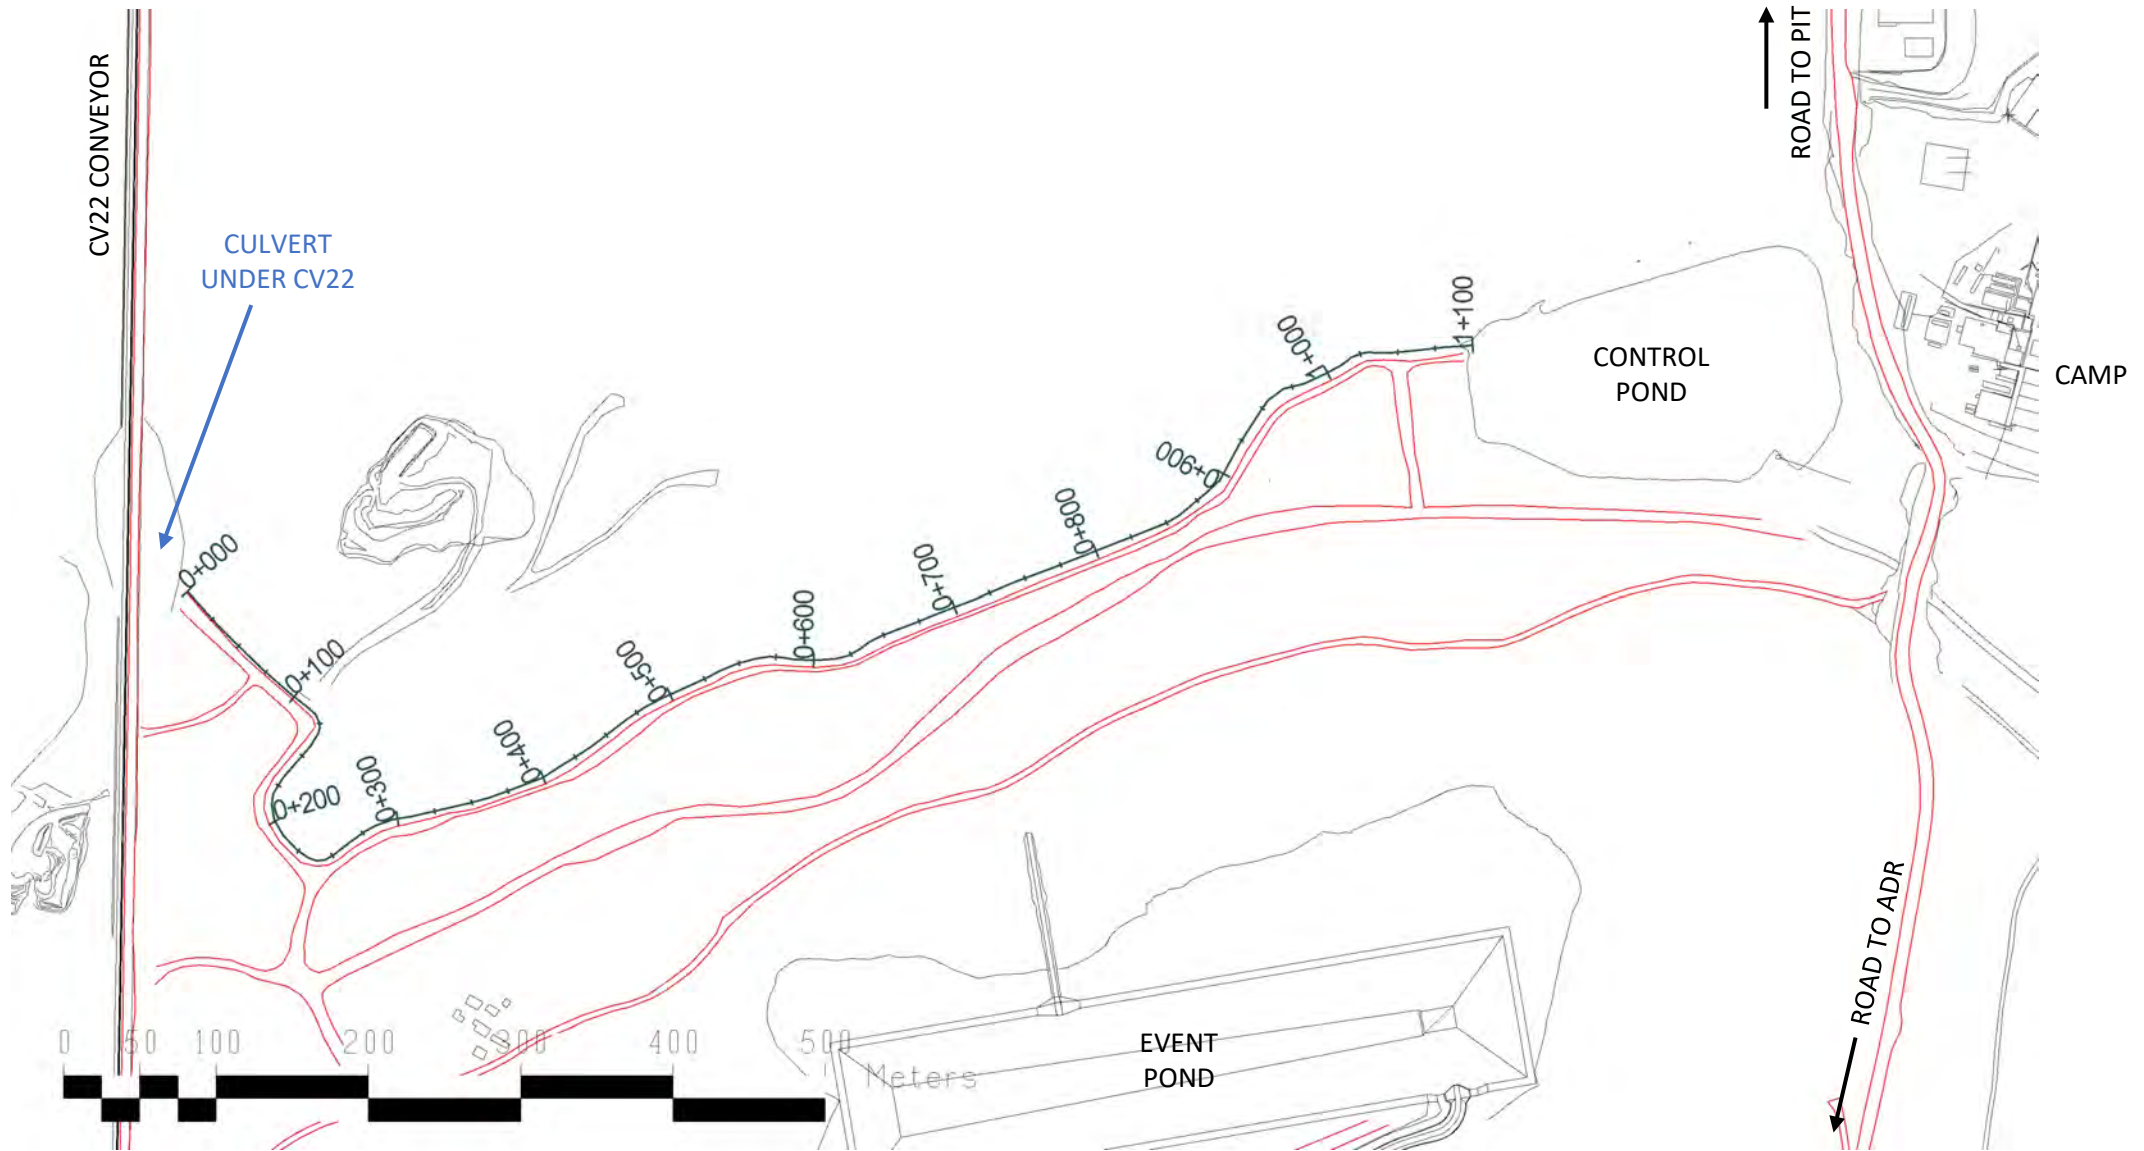 CV22 CONVEYOR
CULVERT
UNDER CV22
ROAD TO PIT
CAMP
CONTROL
POND
0+000
0+100
0+200
0+300
0+400
0+500
0+600
0+700
0+800
0+900
1+000
1+100
ROAD TO ADR
EVENT
POND
0 50 100 200 300 400 500
Meters